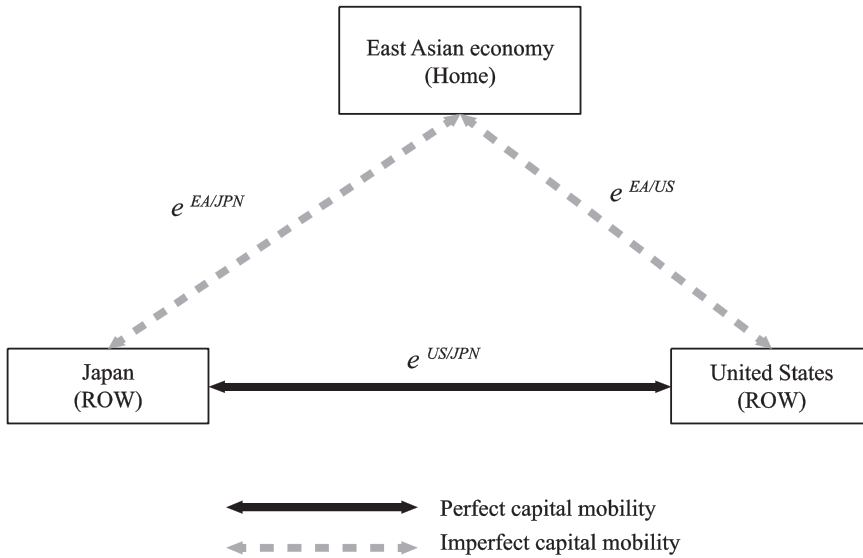 East Asian economy
(Home)
e EA/JPN
e EA/US
Japan
(ROW)
e US/JPN
United States
(ROW)
Perfect capital mobility
Imperfect capital mobility